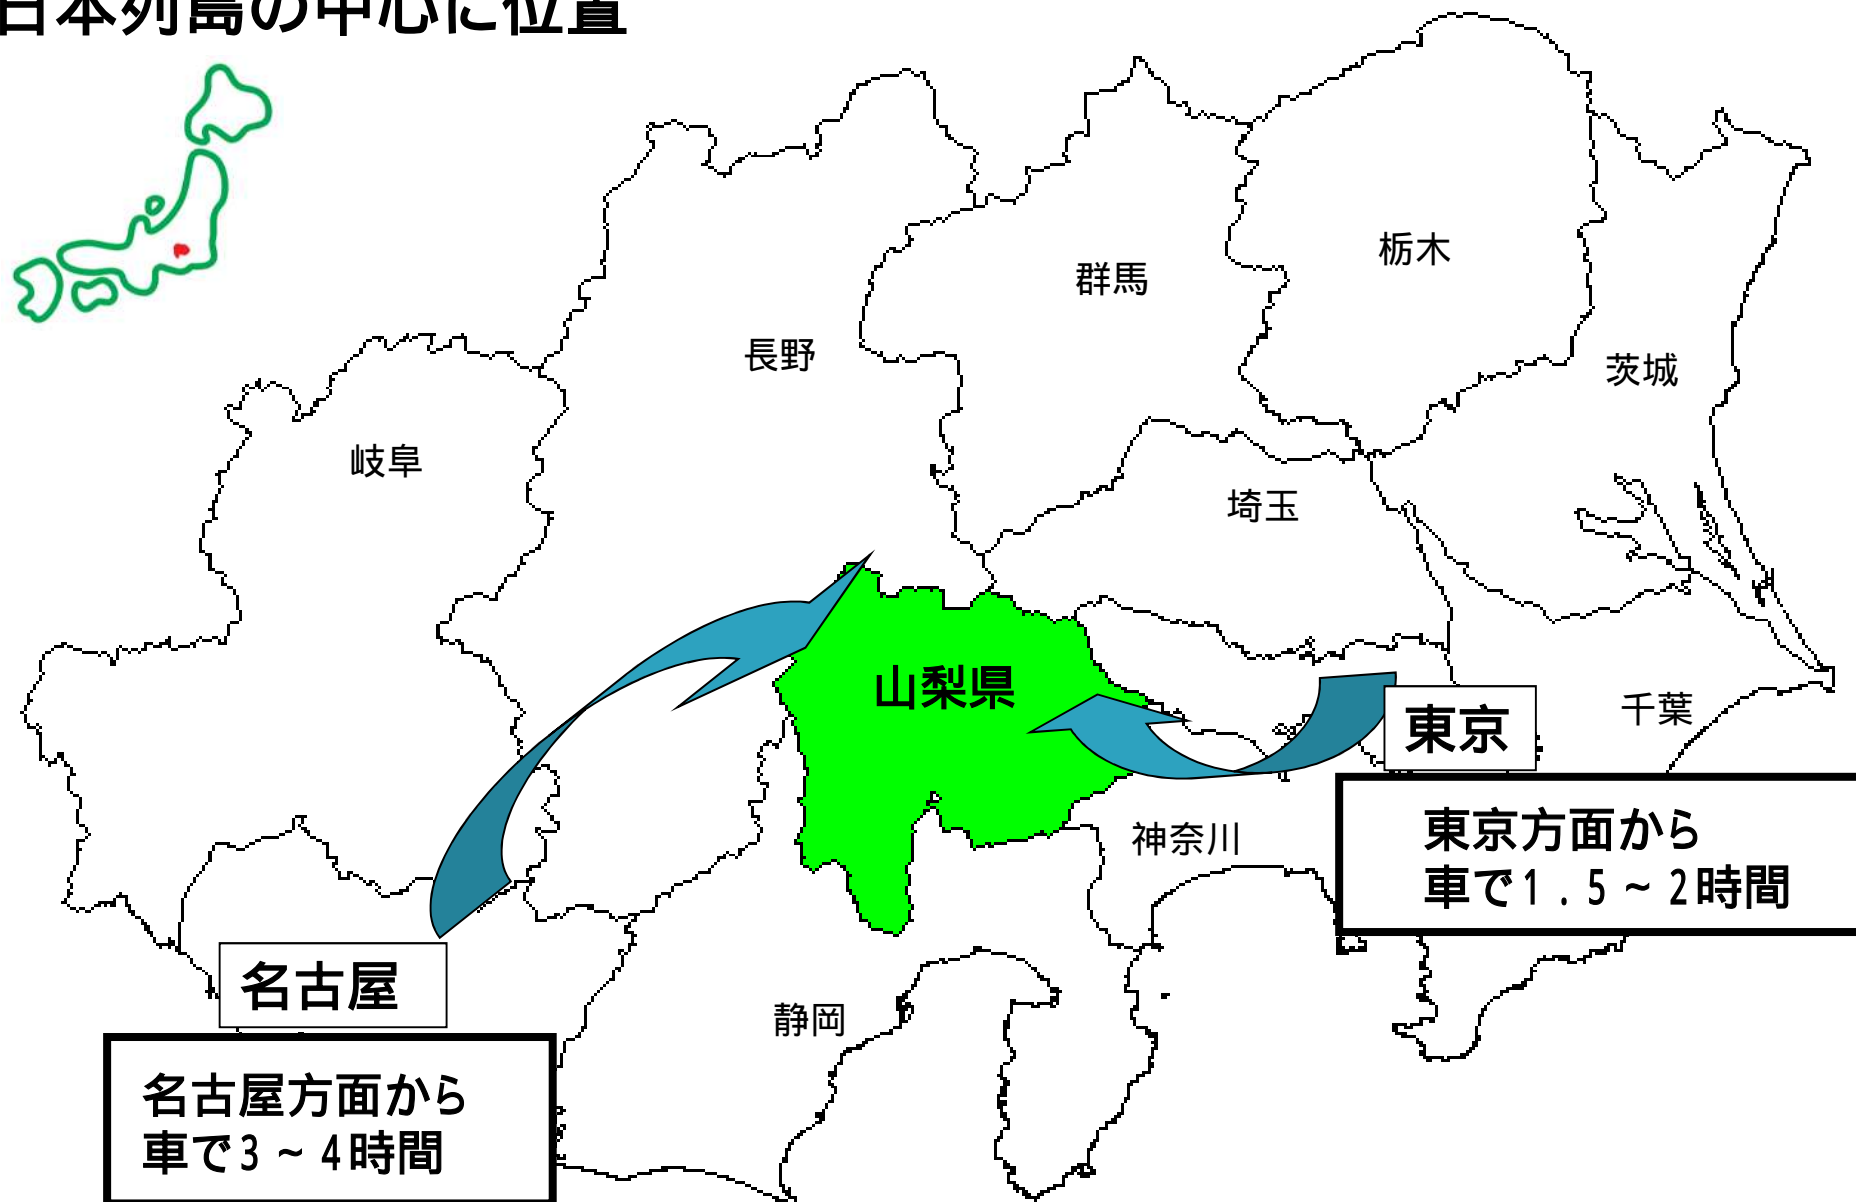 日本列島の中心に位置
栃木
群馬
長野
茨城
岐阜
埼玉
山梨県
千葉
東京
神奈川
東京方面から
車で1.5～2時間
名古屋
静岡
名古屋方面から
車で3～4時間